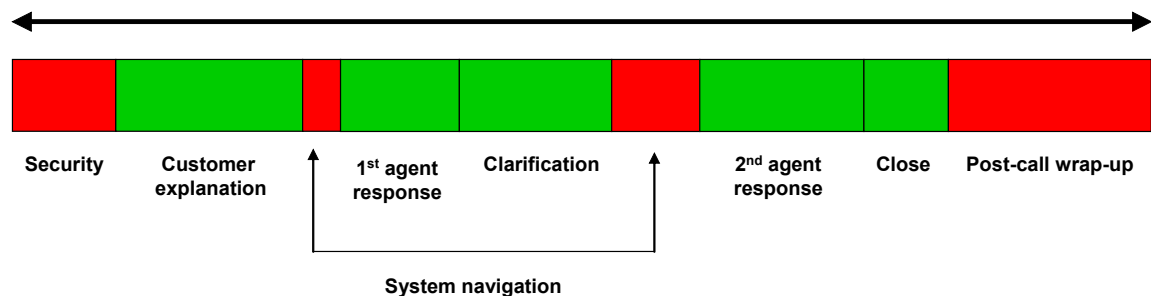 Security
Customer
explanation
1st agent
response
Clarification
2nd agent
response
Close
Post-call wrap-up
System navigation